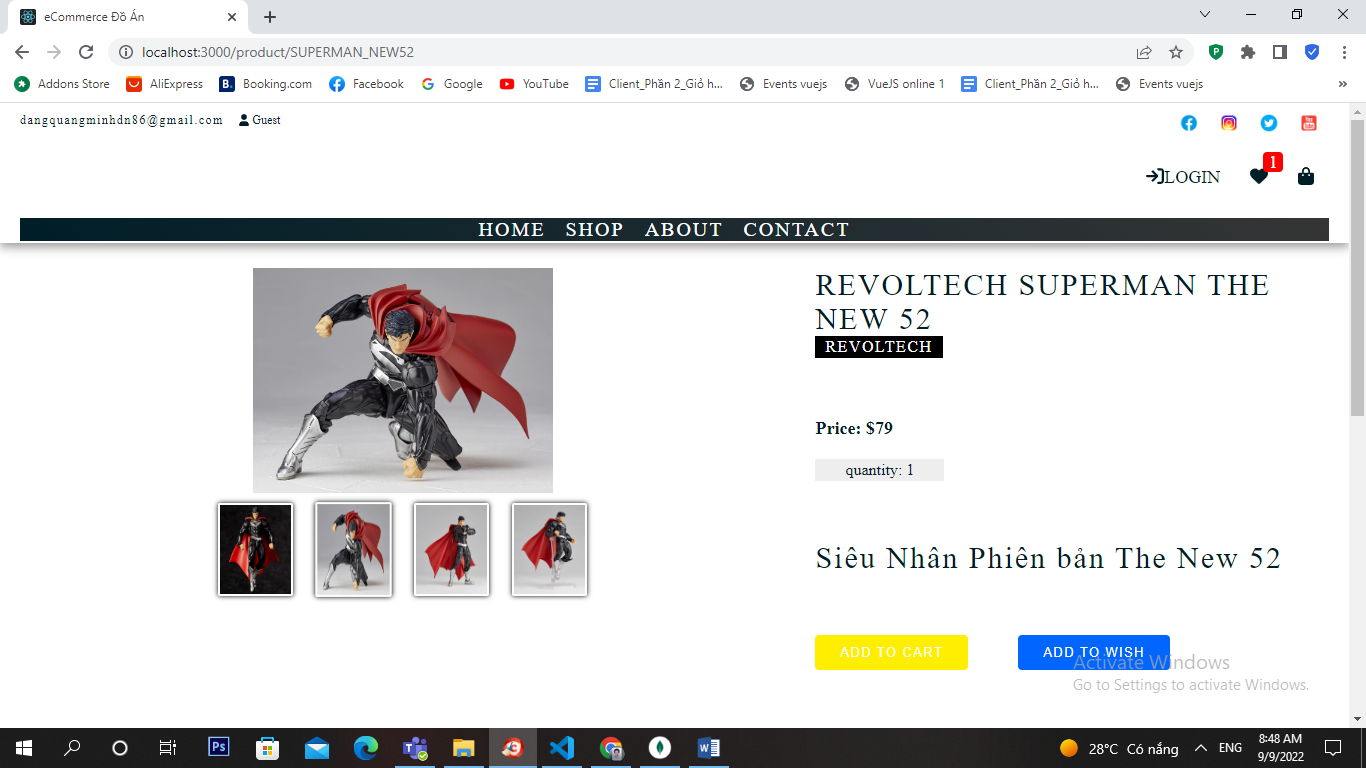 eCommerce Đồ Án
localhost:3000/product/SUPERMAN_NEW52
Addons Store AliExpress Booking.com Facebook Google YouTube Client_Phần 2_Giỏ h... Events vuejs VueJS online 1 Client_Phần 2_Giỏ h... Events vuejs »
dangquangminhdn86@gmail.com Guest
LOGIN 1
HOME SHOP ABOUT CONTACT
REVOLTECH SUPERMAN THE
NEW 52
REVOLTECH
Price: $79
quantity: 1
Siêu Nhân Phiên bản The New 52
ADD TO CART ADD TO WISH
Activate Windows
Go to Settings to activate Windows.
28°C Có nắng ENG 8:48 AM
9/9/2022